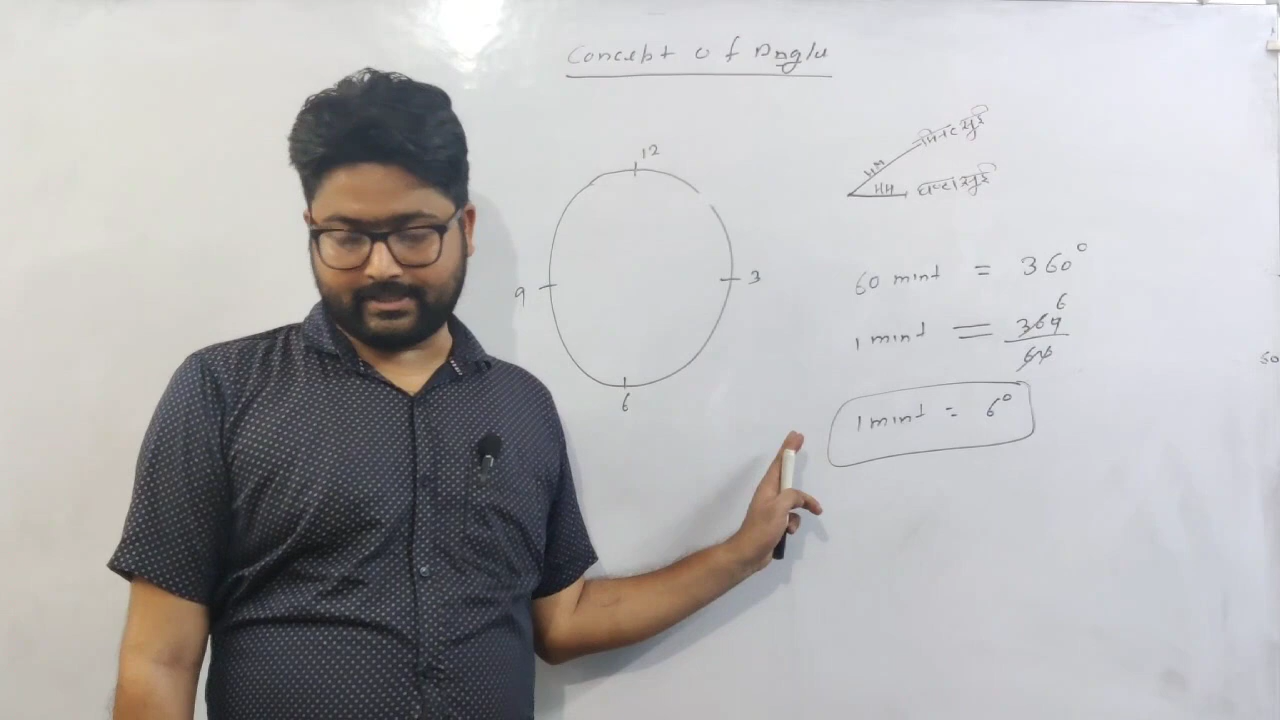 Concept of Angle
12
9
3
6
MM मिनट सुई
HH घण्टा सुई
60 mint = 360°
1 mint = 360/60 6
1 mint = 6°